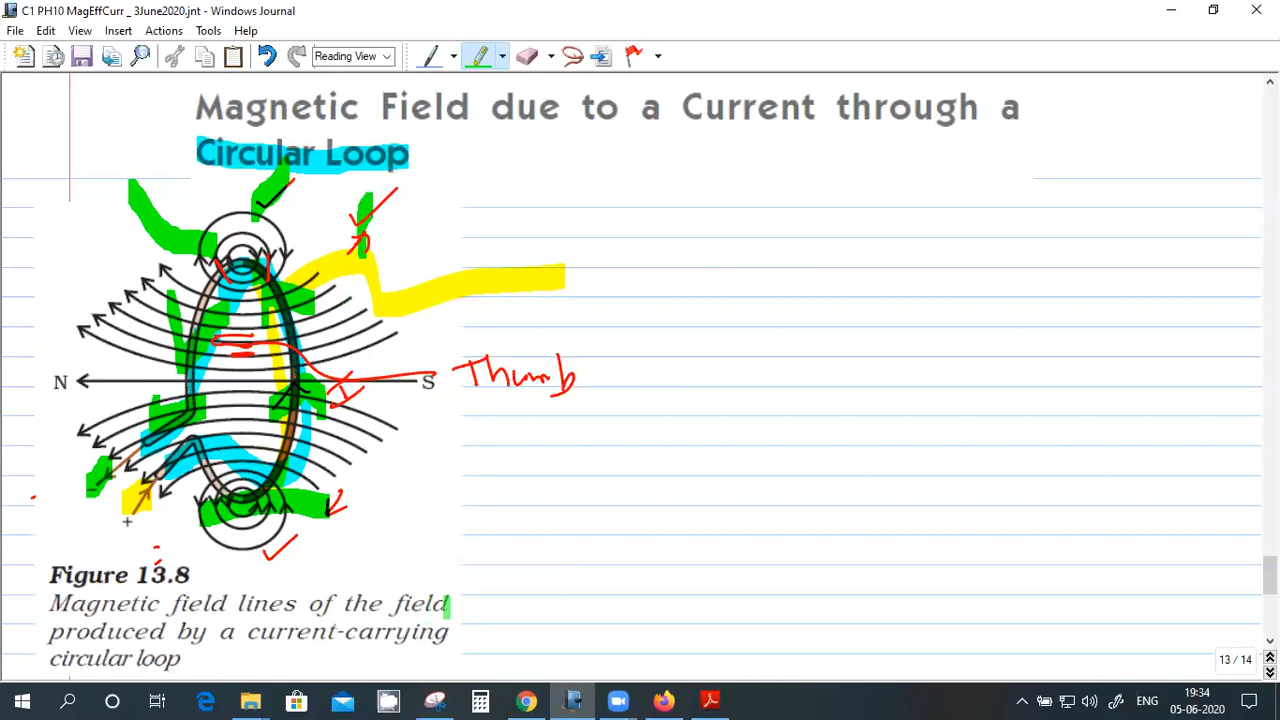 C1 PH10 MagEffCurr _ 3June2020.jnt - Windows Journal
File Edit View Insert Actions Tools Help
Reading View
Magnetic Field due to a Current through a
Circular Loop
N
S
Thumb
I
−
+
Figure 13.8
Magnetic field lines of the field
produced by a current-carrying
circular loop
13 / 14
ENG
19:34
05-06-2020